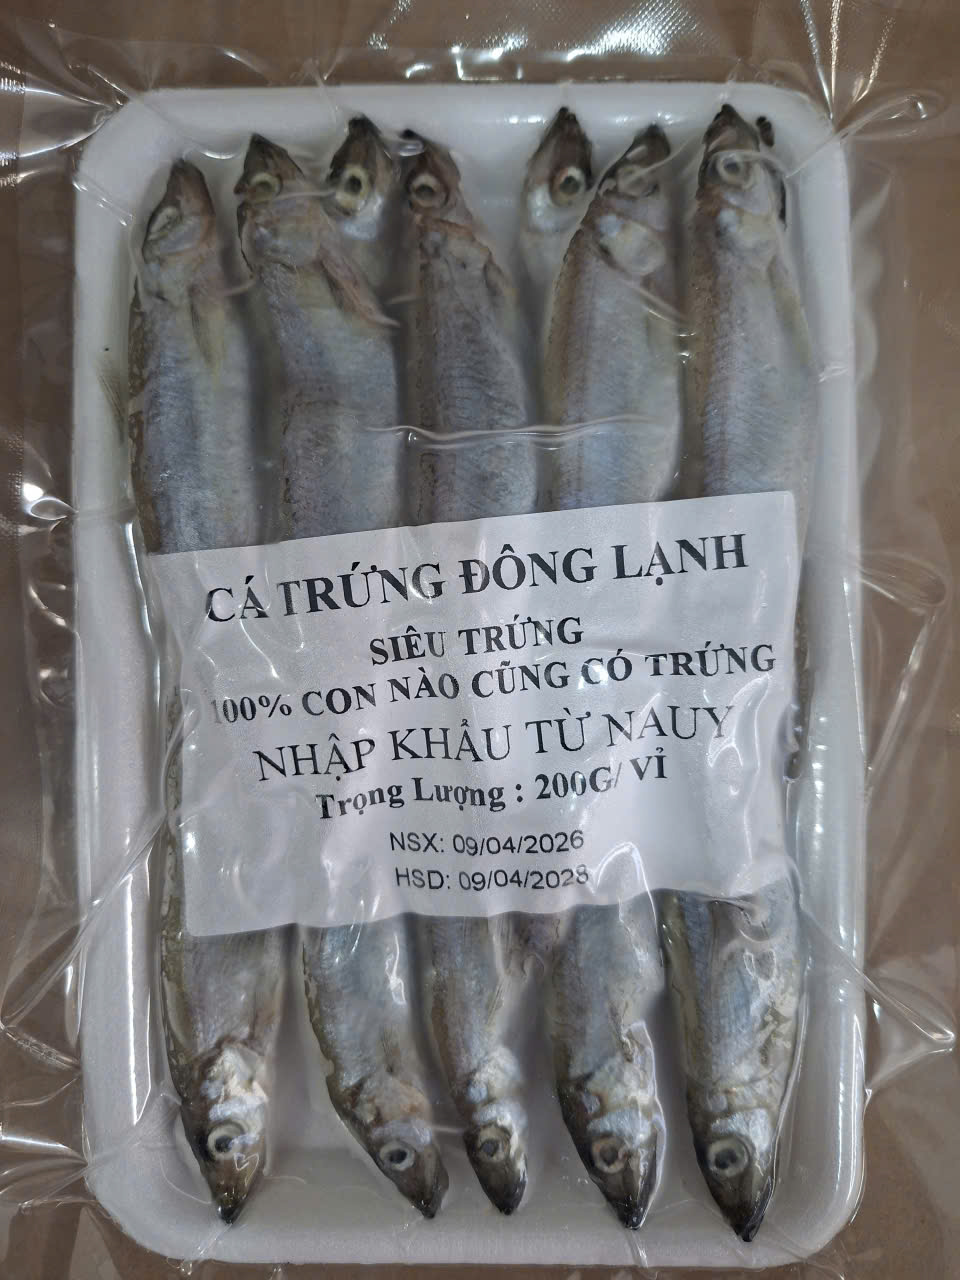 CÁ TRỨNG ĐÔNG LẠNH
SIÊU TRỨNG
100% CON NÀO CŨNG CÓ TRỨNG
NHẬP KHẨU TỪ NAUY
Trọng Lượng : 200G/ VỈ
NSX: 09/04/2026
HSD: 09/04/2028